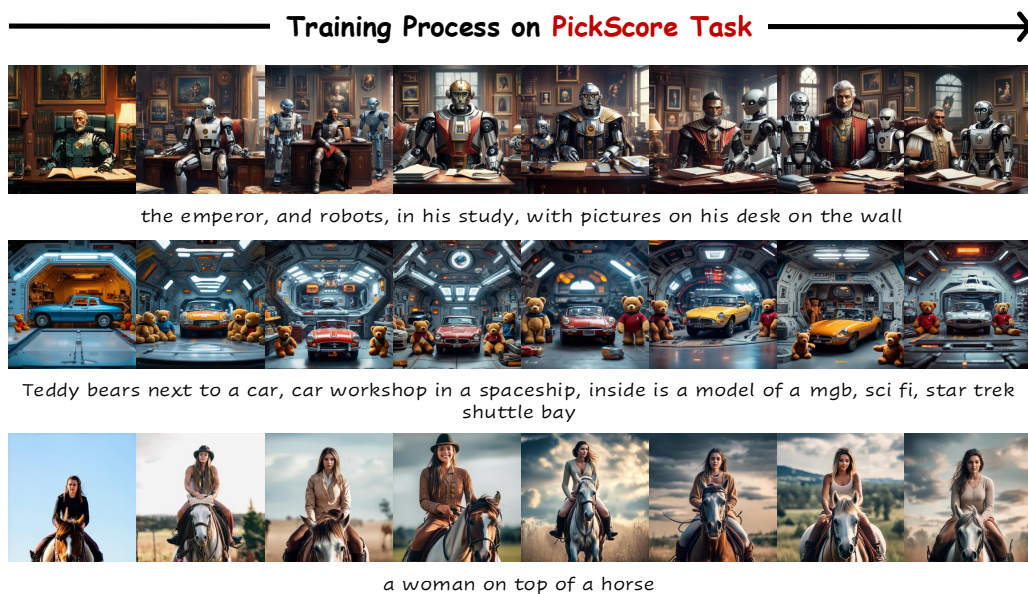 Training Process on PickScore Task
the emperor, and robots, in his study, with pictures on his desk on the wall
Teddy bears next to a car, car workshop in a spaceship, inside is a model of a mgb, sci fi, star trek
shuttle bay
a woman on top of a horse